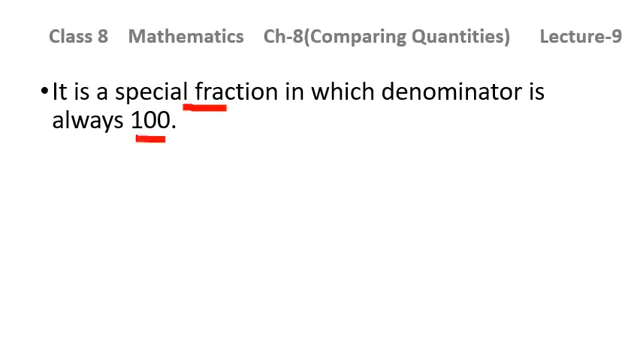 Class 8 Mathematics Ch-8(Comparing Quantities) Lecture-9
•It is a special fraction in which denominator is
always 100.